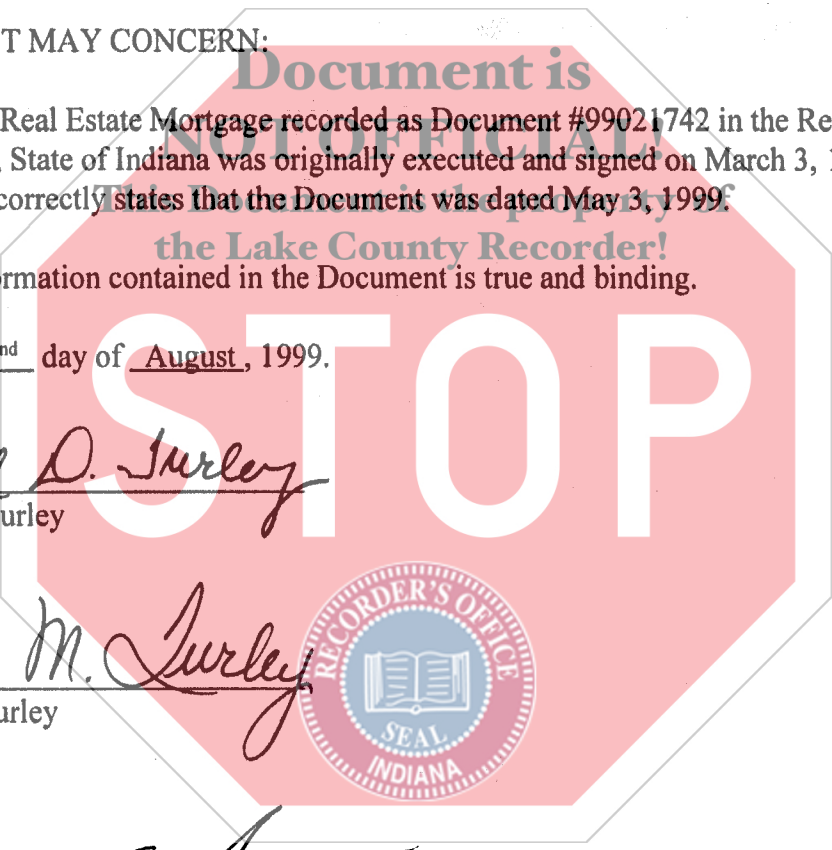 T MAY CONCERN:
Document is
Real Estate Mortgage recorded as Document #99021742 in the Re
NOT OFFICIAL!
, State of Indiana was originally executed and signed on March 3, 1
correctly states that the Document was dated May 3, 1999.
This Document is the property of
the Lake County Recorder!
rmation contained in the Document is true and binding.
nd day of August, 1999.
STOP
D. Turley
urley
M. Turley
urley
RECORDER'S OFFICE
SEAL
INDIANA